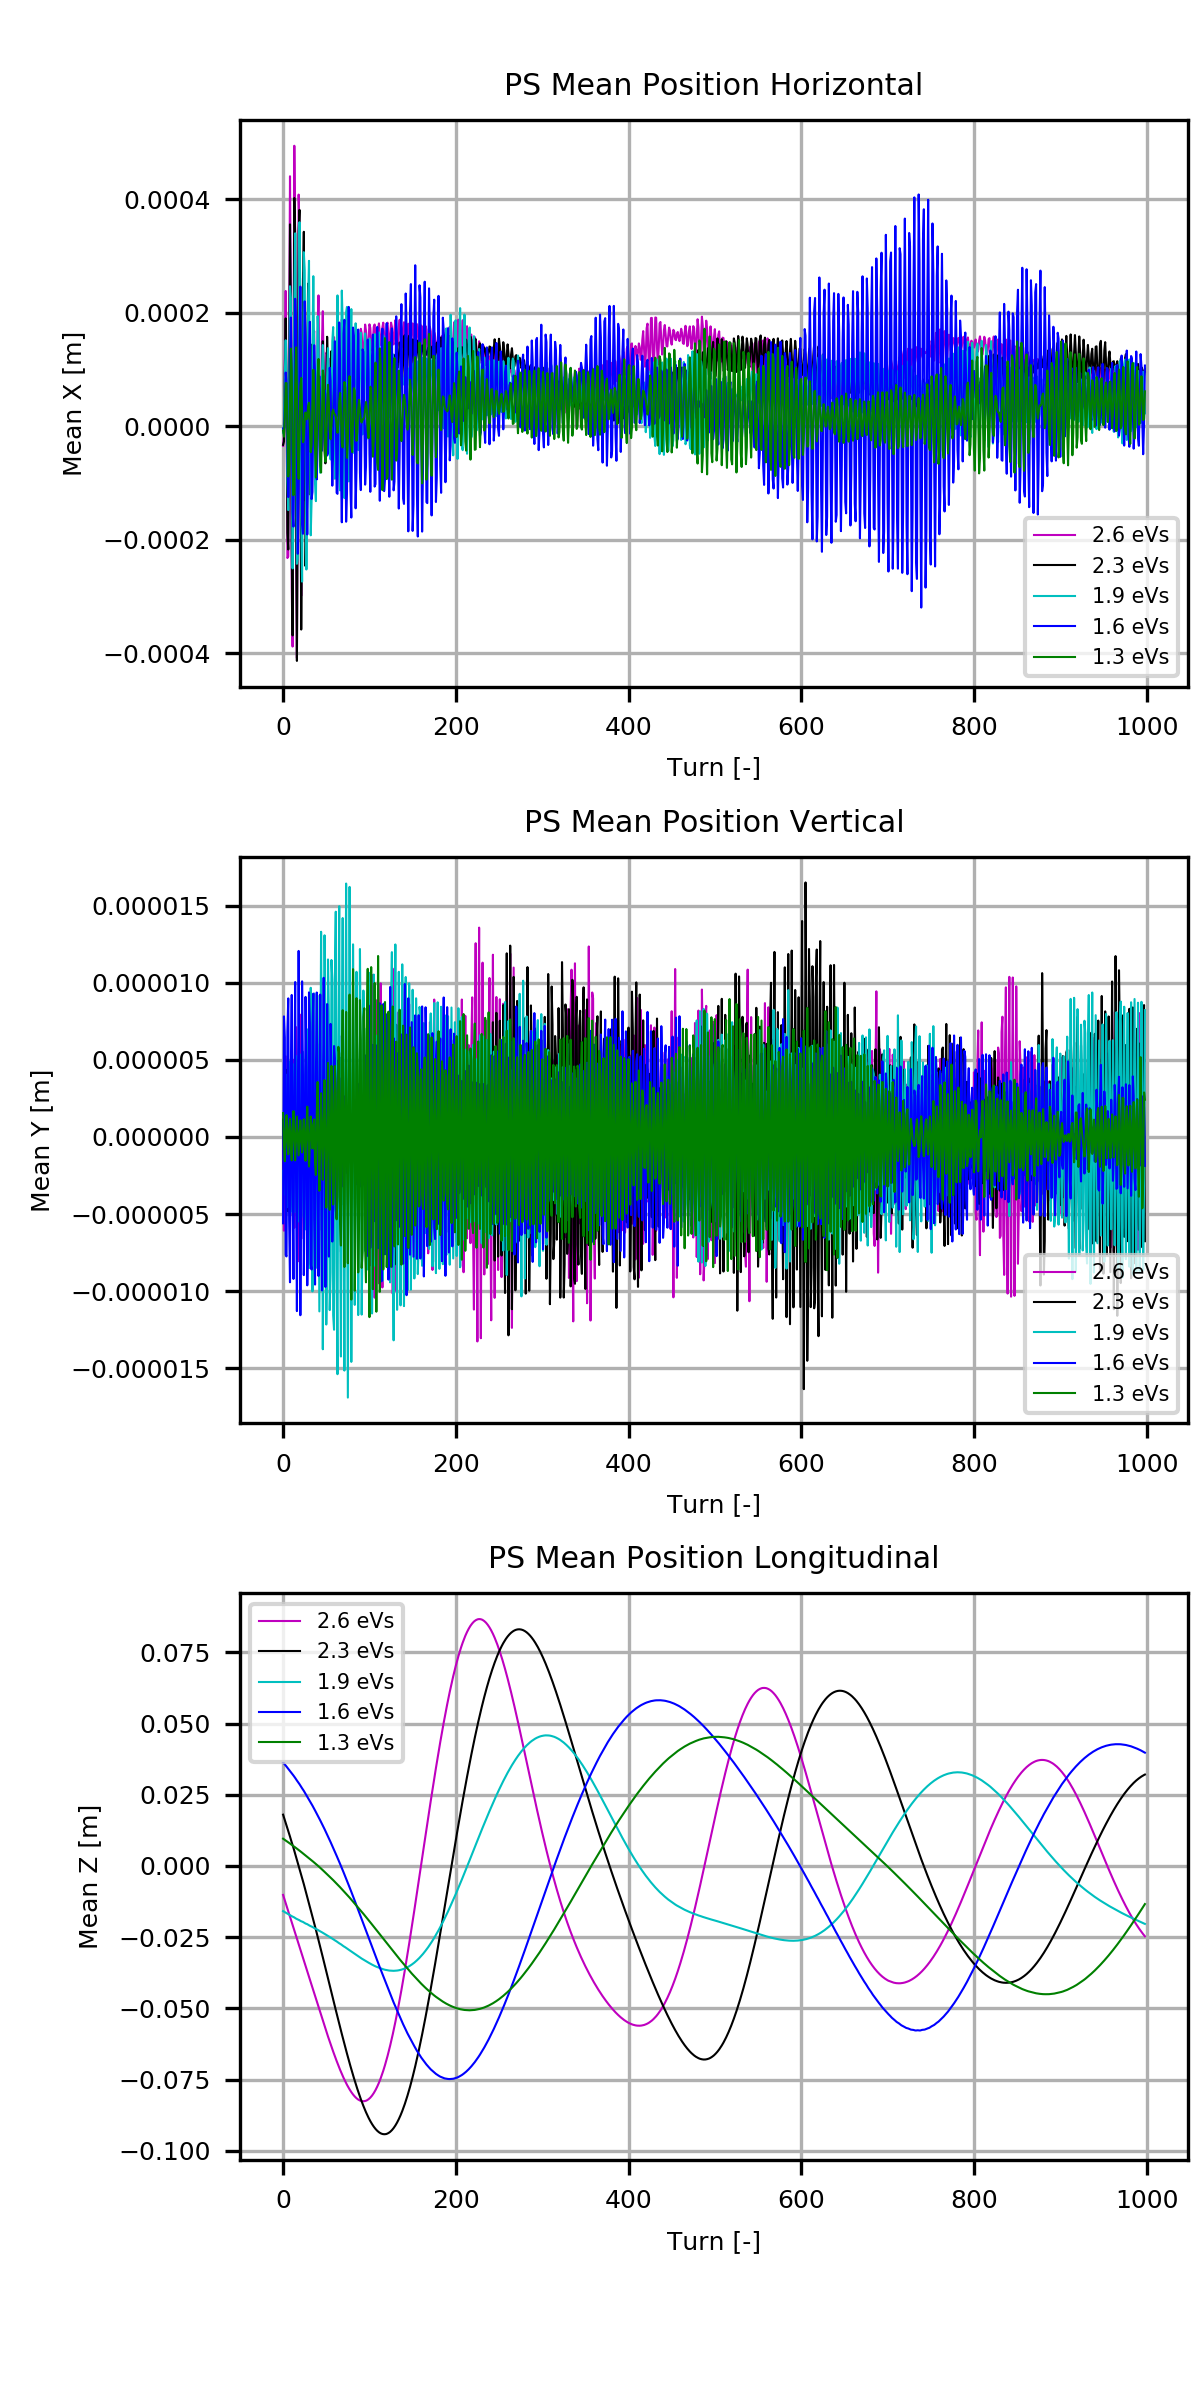 PS Mean Position Horizontal
Mean X [m]
0.0004
0.0002
0.0000
−0.0002
−0.0004
2.6 eVs
2.3 eVs
1.9 eVs
1.6 eVs
1.3 eVs
0 200 400 600 800 1000
Turn [-]
PS Mean Position Vertical
Mean Y [m]
0.000015
0.000010
0.000005
0.000000
−0.000005
−0.000010
−0.000015
2.6 eVs
2.3 eVs
1.9 eVs
1.6 eVs
1.3 eVs
0 200 400 600 800 1000
Turn [-]
PS Mean Position Longitudinal
2.6 eVs
2.3 eVs
1.9 eVs
1.6 eVs
1.3 eVs
Mean Z [m]
0.075
0.050
0.025
0.000
−0.025
−0.050
−0.075
−0.100
0 200 400 600 800 1000
Turn [-]